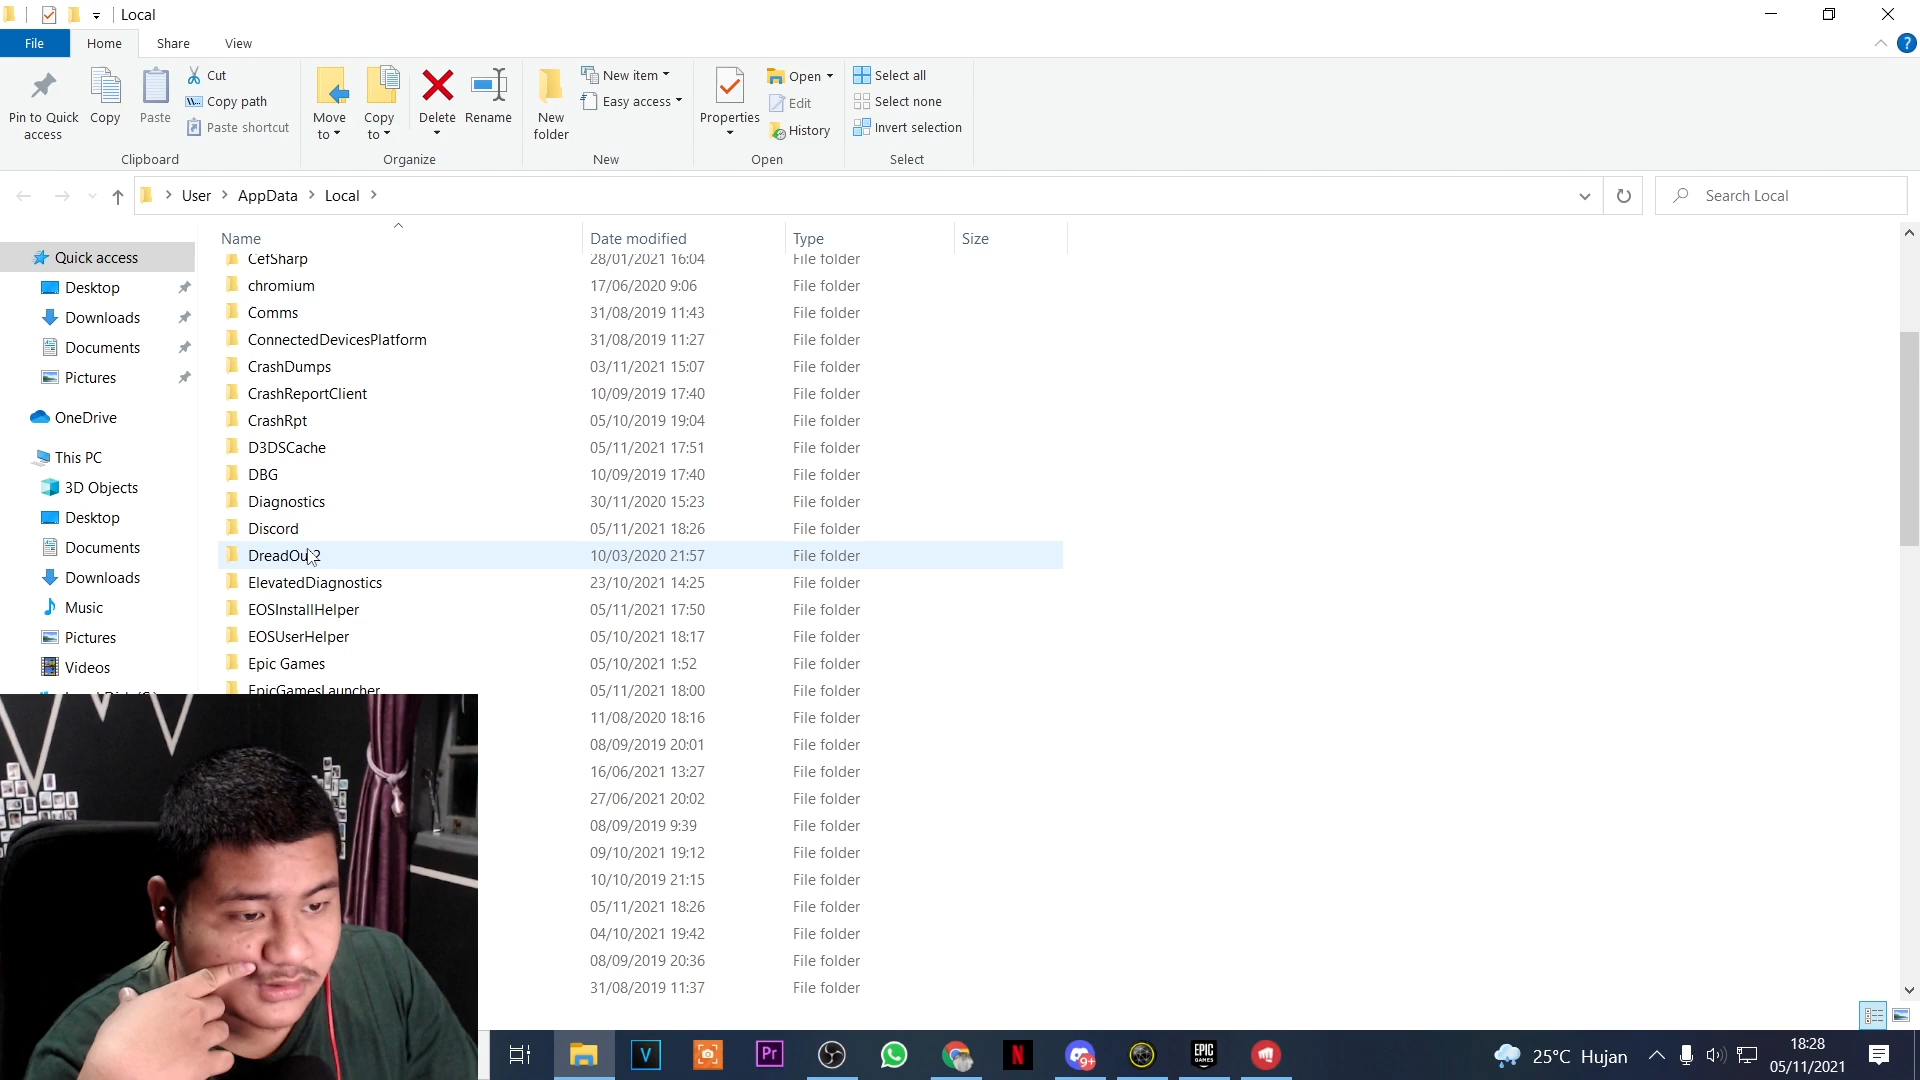 Local
File Home Share View
Pin to Quick access
Copy
Paste
Cut
Copy path
Paste shortcut
Clipboard
Move to
Copy to
Delete
Rename
Organize
New folder
New item
Easy access
New
Properties
Open
Edit
History
Open
Select all
Select none
Invert selection
Select
User > AppData > Local >
Search Local
Name Date modified Type Size
Quick access
Desktop
Downloads
Documents
Pictures
OneDrive
This PC
3D Objects
Desktop
Documents
Downloads
Music
Pictures
Videos
CefSharp 28/01/2021 16:04 File folder
chromium 17/06/2020 9:06 File folder
Comms 31/08/2019 11:43 File folder
ConnectedDevicesPlatform 31/08/2019 11:27 File folder
CrashDumps 03/11/2021 15:07 File folder
CrashReportClient 10/09/2019 17:40 File folder
CrashRpt 05/10/2019 19:04 File folder
D3DSCache 05/11/2021 17:51 File folder
DBG 10/09/2019 17:40 File folder
Diagnostics 30/11/2020 15:23 File folder
Discord 05/11/2021 18:26 File folder
10/03/2020 21:57 File folder
ElevatedDiagnostics 23/10/2021 14:25 File folder
EOSInstallHelper 05/11/2021 17:50 File folder
EOSUserHelper 05/10/2021 18:17 File folder
Epic Games 05/10/2021 1:52 File folder
EpicGamesLauncher 05/11/2021 18:00 File folder
11/08/2020 18:16 File folder
08/09/2019 20:01 File folder
16/06/2021 13:27 File folder
27/06/2021 20:02 File folder
08/09/2019 9:39 File folder
09/10/2021 19:12 File folder
10/10/2019 21:15 File folder
05/11/2021 18:26 File folder
04/10/2021 19:42 File folder
08/09/2019 20:36 File folder
31/08/2019 11:37 File folder
V
Pr
N
9+
EPIC GAMES
25°C Hujan
18:28
05/11/2021